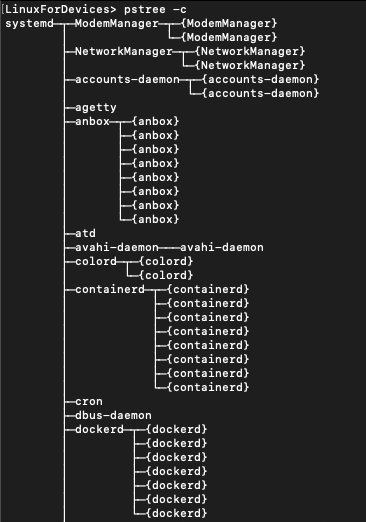 [LinuxForDevices> pstree -c
systemd─┬─ModemManager─┬─{ModemManager}
        │              └─{ModemManager}
        ├─NetworkManager─┬─{NetworkManager}
        │                └─{NetworkManager}
        ├─accounts-daemon─┬─{accounts-daemon}
        │                 └─{accounts-daemon}
        ├─agetty
        ├─anbox─┬─{anbox}
        │       ├─{anbox}
        │       ├─{anbox}
        │       ├─{anbox}
        │       ├─{anbox}
        │       ├─{anbox}
        │       ├─{anbox}
        │       └─{anbox}
        ├─atd
        ├─avahi-daemon───avahi-daemon
        ├─colord─┬─{colord}
        │        └─{colord}
        ├─containerd─┬─{containerd}
        │            ├─{containerd}
        │            ├─{containerd}
        │            ├─{containerd}
        │            ├─{containerd}
        │            ├─{containerd}
        │            ├─{containerd}
        │            └─{containerd}
        ├─cron
        ├─dbus-daemon
        ├─dockerd─┬─{dockerd}
        │         ├─{dockerd}
        │         ├─{dockerd}
        │         ├─{dockerd}
        │         ├─{dockerd}
        │         ├─{dockerd}
        │         ├─{dockerd}